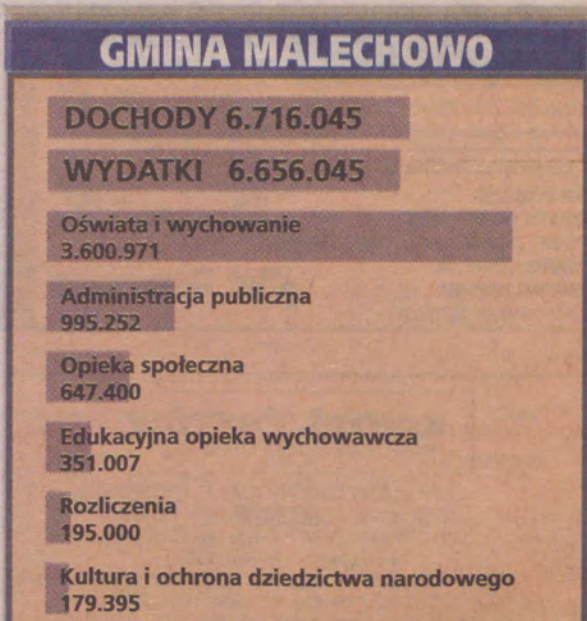 GMINA MALECHOWO
DOCHODY 6.716.045
WYDATKI 6.656.045
Oświata i wychowanie
3.600.971
Administracja publiczna
995.252
Opieka społeczna
647.400
Edukacyjna opieka wychowawcza
351.007
Rozliczenia
195.000
Kultura i ochrona dziedzictwa narodowego
179.395